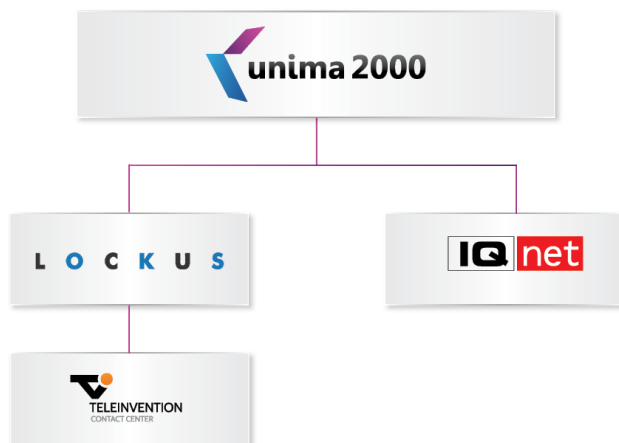 unima 2000
LOCKUS
IQ net
TELEINVENTION
CONTACT CENTER